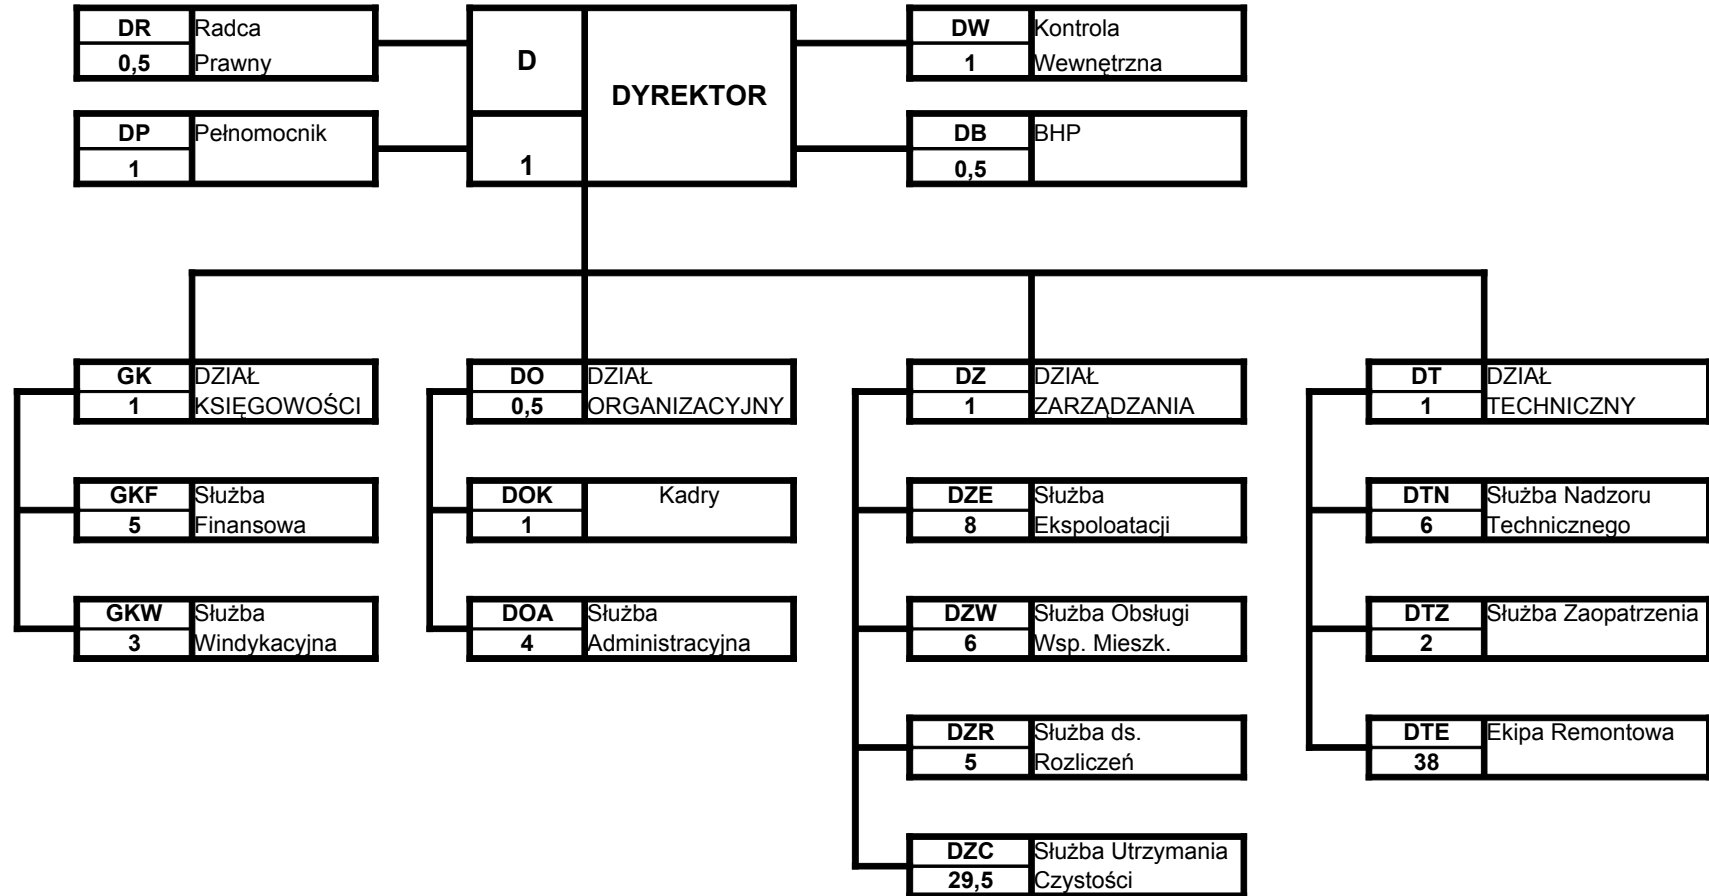 DR Radca
0,5 Prawny
D
1
DYREKTOR
DW Kontrola
1 Wewnętrzna
DP Pełnomocnik
1
DB BHP
0,5
GK DZIAŁ
1 KSIĘGOWOŚCI
DO DZIAŁ
0,5 ORGANIZACYJNY
DZ DZIAŁ
1 ZARZĄDZANIA
DT DZIAŁ
1 TECHNICZNY
GKF Służba
5 Finansowa
DOK Kadry
1
DZE Służba
8 Ekspoloatacji
DTN Służba Nadzoru
6 Technicznego
GKW Służba
3 Windykacyjna
DOA Służba
4 Administracyjna
DZW Służba Obsługi
6 Wsp. Mieszk.
DTZ Służba Zaopatrzenia
2
DZR Służba ds.
5 Rozliczeń
DTE Ekipa Remontowa
38
DZC Służba Utrzymania
29,5 Czystości